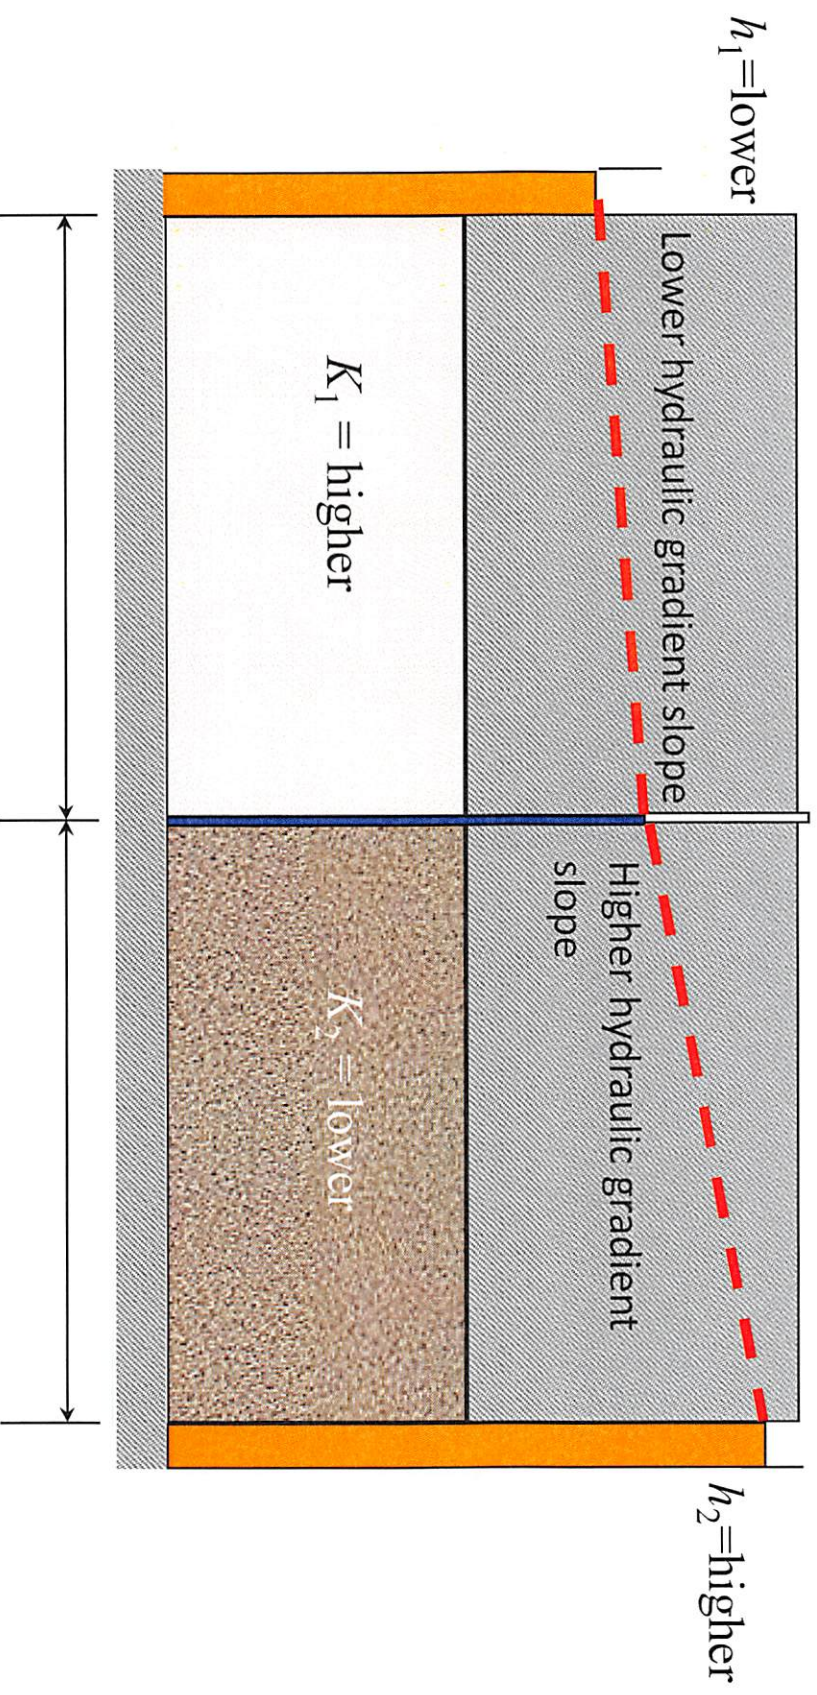 h₁=lower
Lower hydraulic gradient slope
Higher hydraulic gradient
slope
K₁ = higher
K₂ = lower
h₂=higher